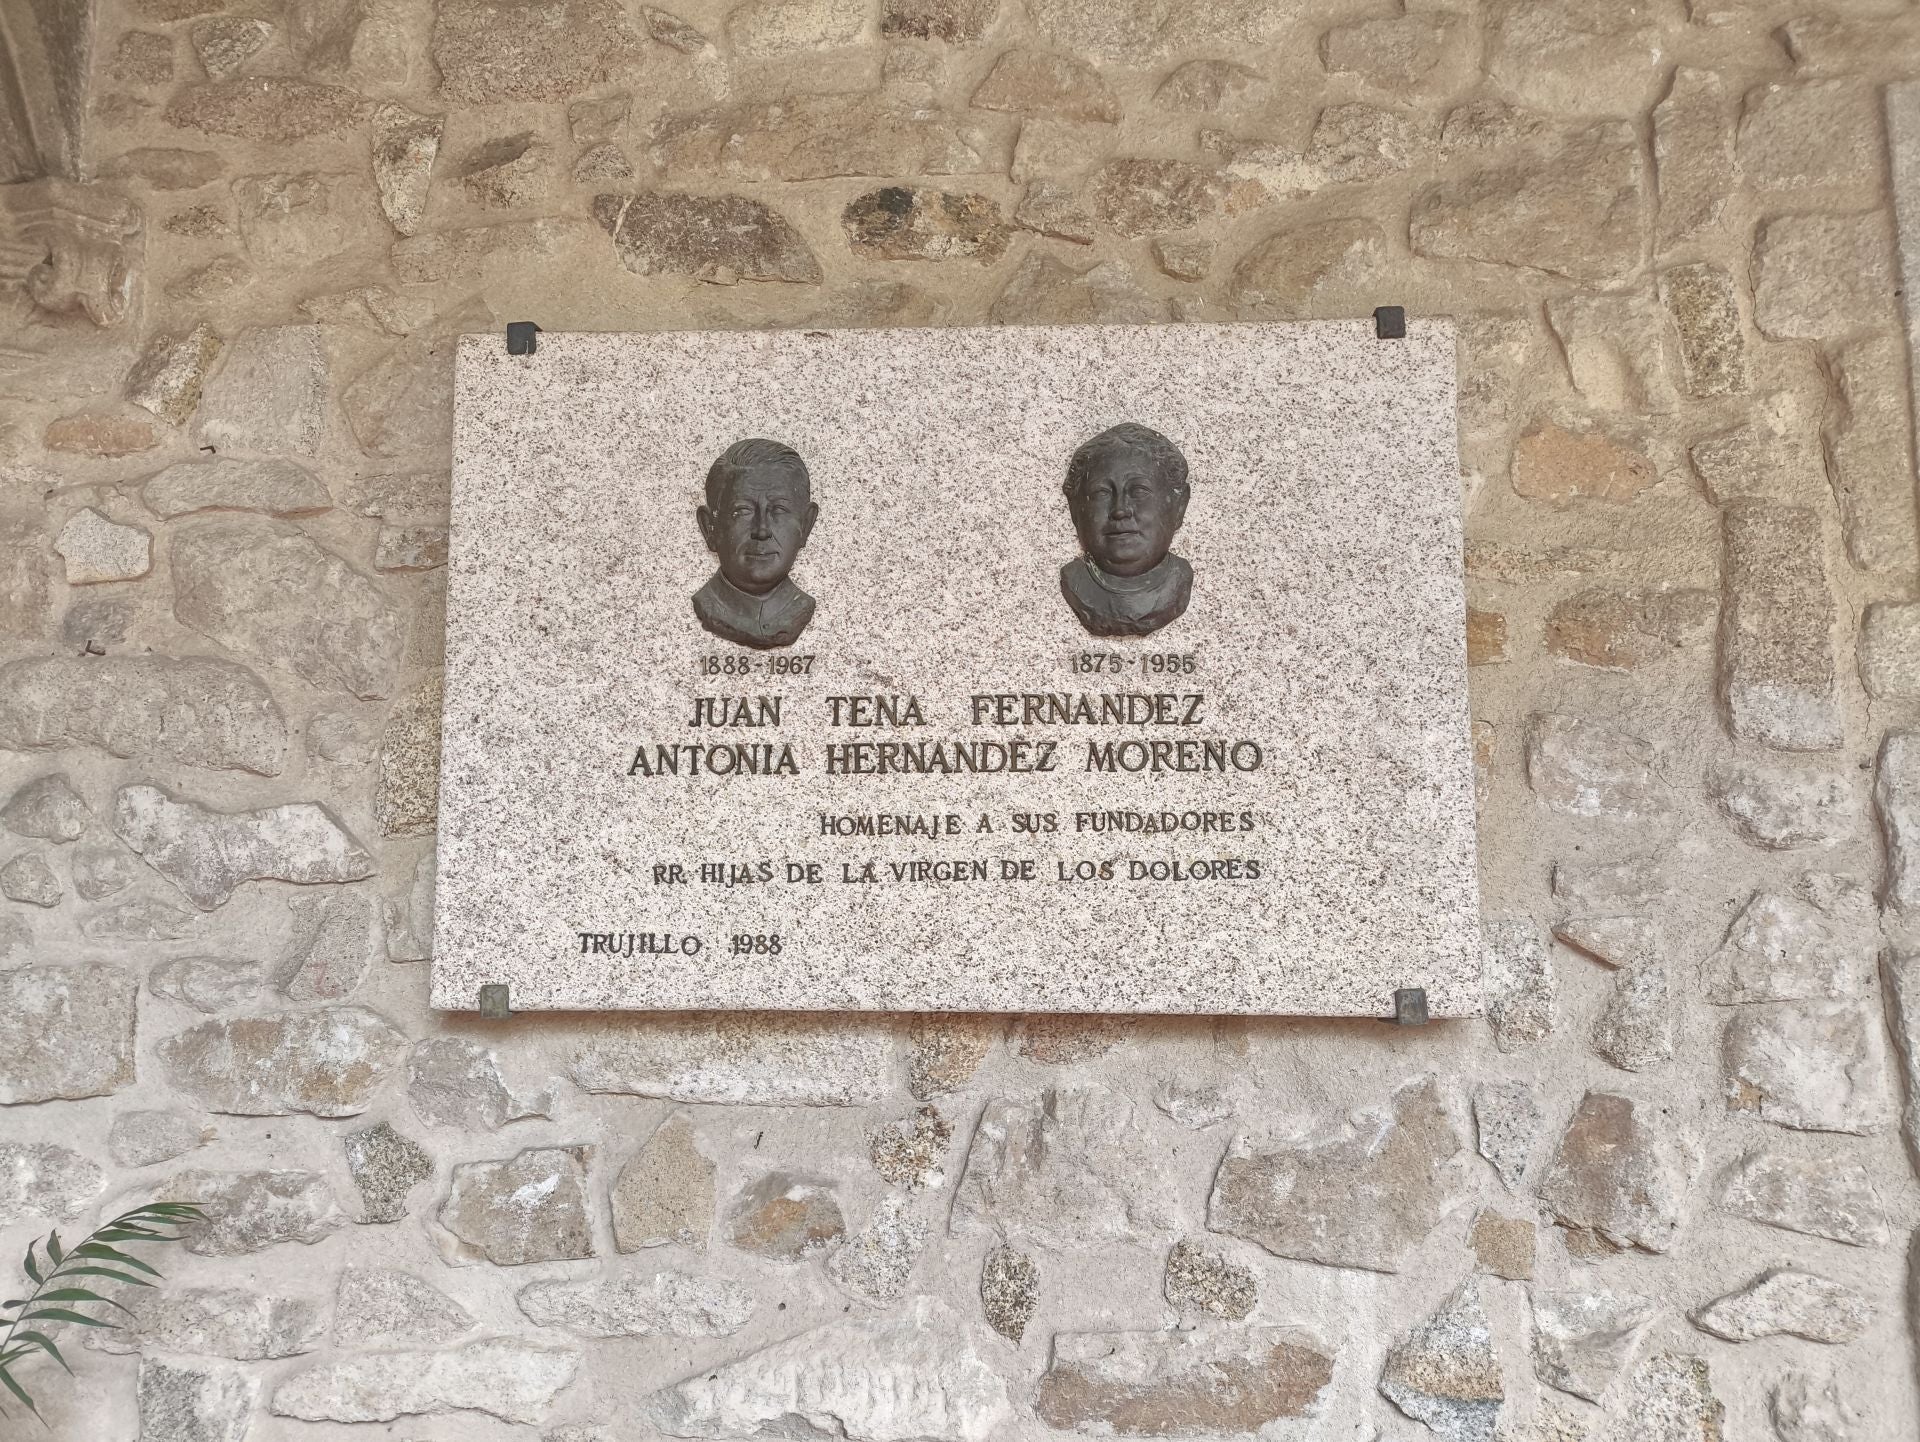 1888-1967 1875-1955
JUAN TENA FERNANDEZ
ANTONIA HERNANDEZ MORENO
HOMENAJE A SUS FUNDADORES
RR. HIJAS DE LA VIRGEN DE LOS DOLORES
TRUJILLO 1988